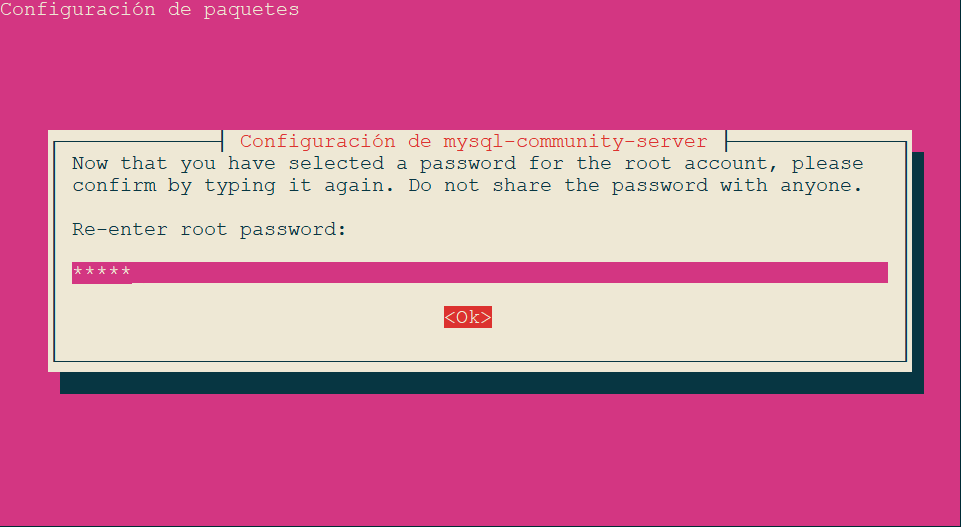 Configuración de paquetes
Configuración de mysql-community-server
Now that you have selected a password for the root account, please
confirm by typing it again. Do not share the password with anyone.
Re-enter root password:
*****
<Ok>